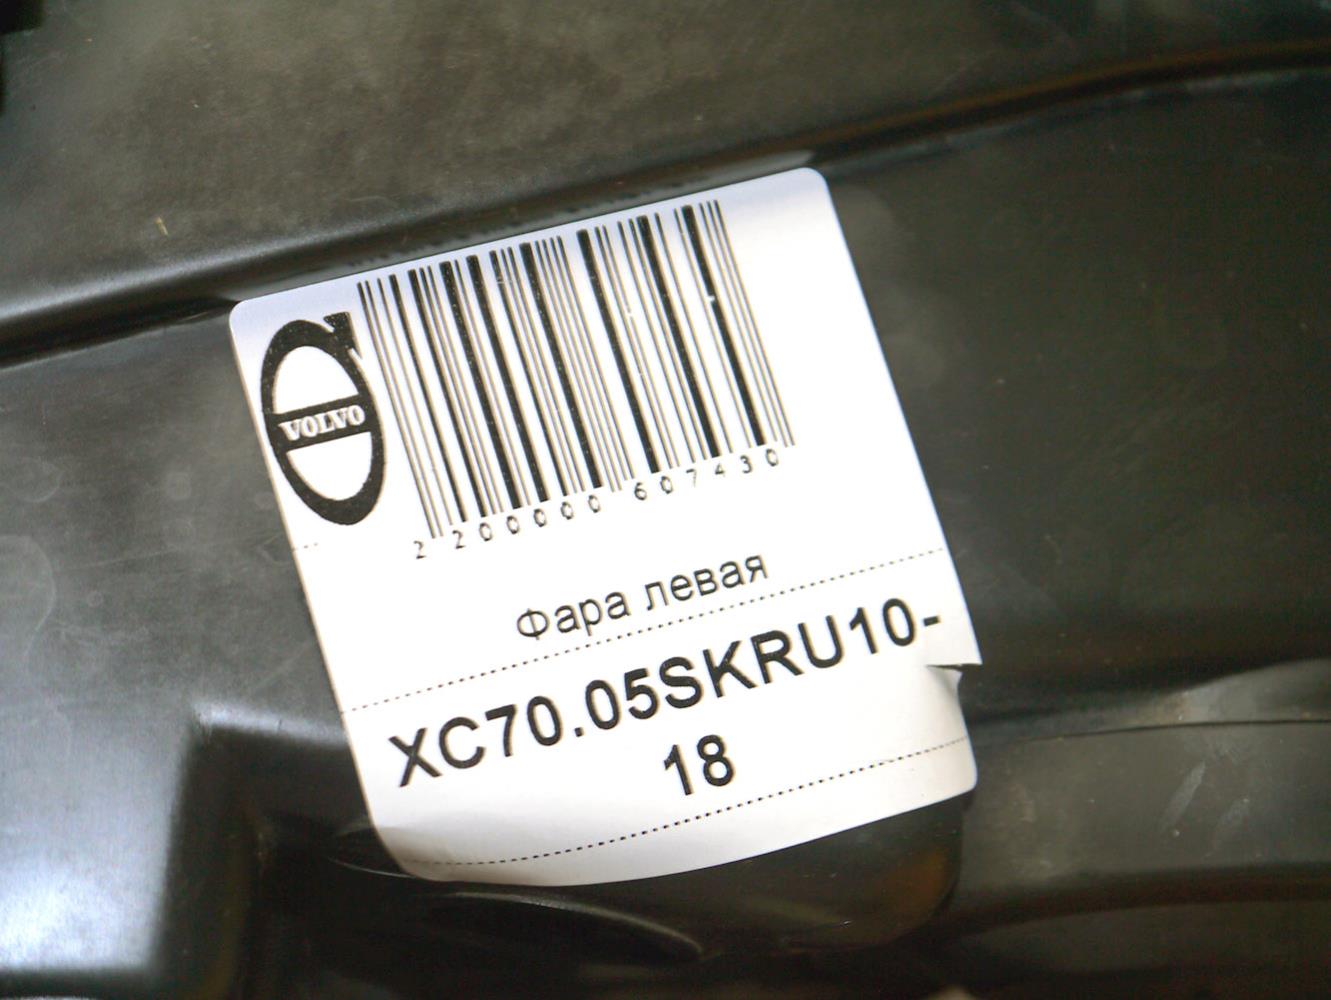 VOLVO
2 200000 607430
Фара левая
XC70.05SKRU10-
18